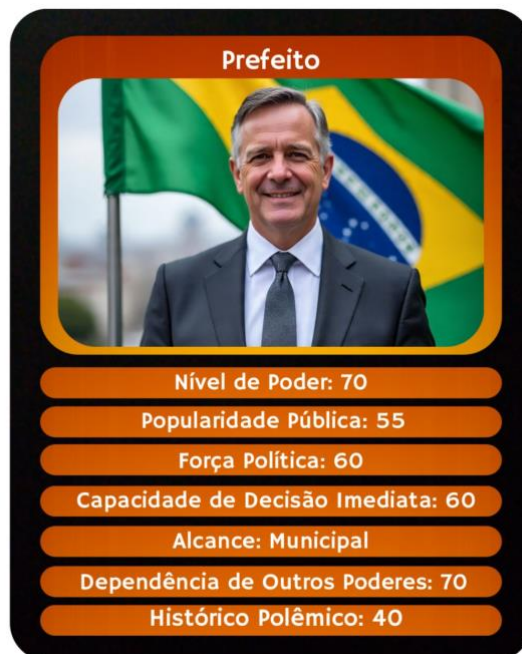 Prefeito
Nível de Poder: 70
Popularidade Pública: 55
Força Política: 60
Capacidade de Decisão Imediata: 60
Alcance: Municipal
Dependência de Outros Poderes: 70
Histórico Polêmico: 40